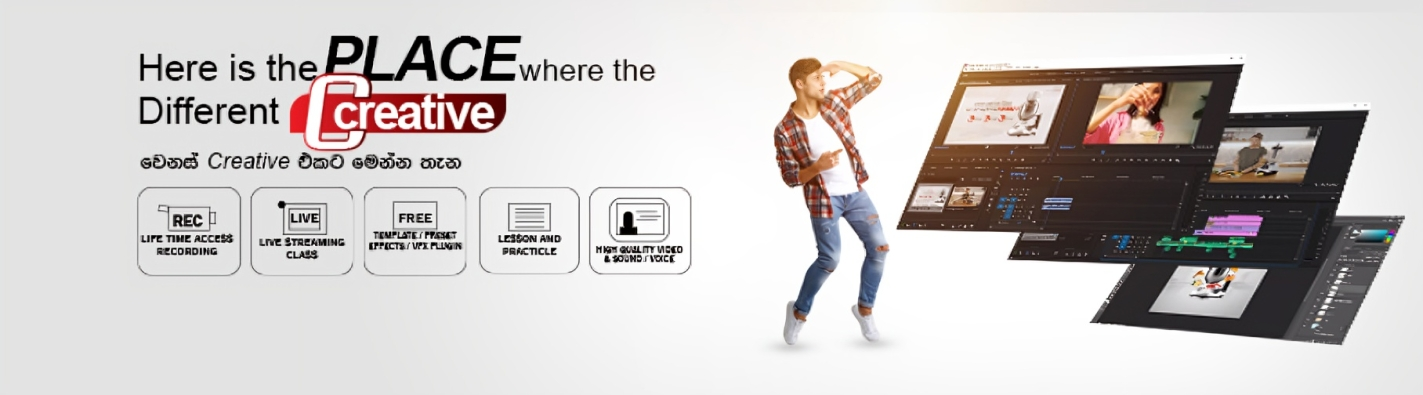 Here is the PLACE where the
Different Ccreative
වෙනස් Creative එකට මෙන්න තැන
REC
LIFE TIME ACCESS
RECORDING
LIVE
LIVE STREAMING
CLASS
FREE
TEMPLATE / PRESET
EFFECTS / VFX PLUGIN
LESSON AND
PRACTICLE
HIGH QUALITY VIDEO
& SOUND / VOICE